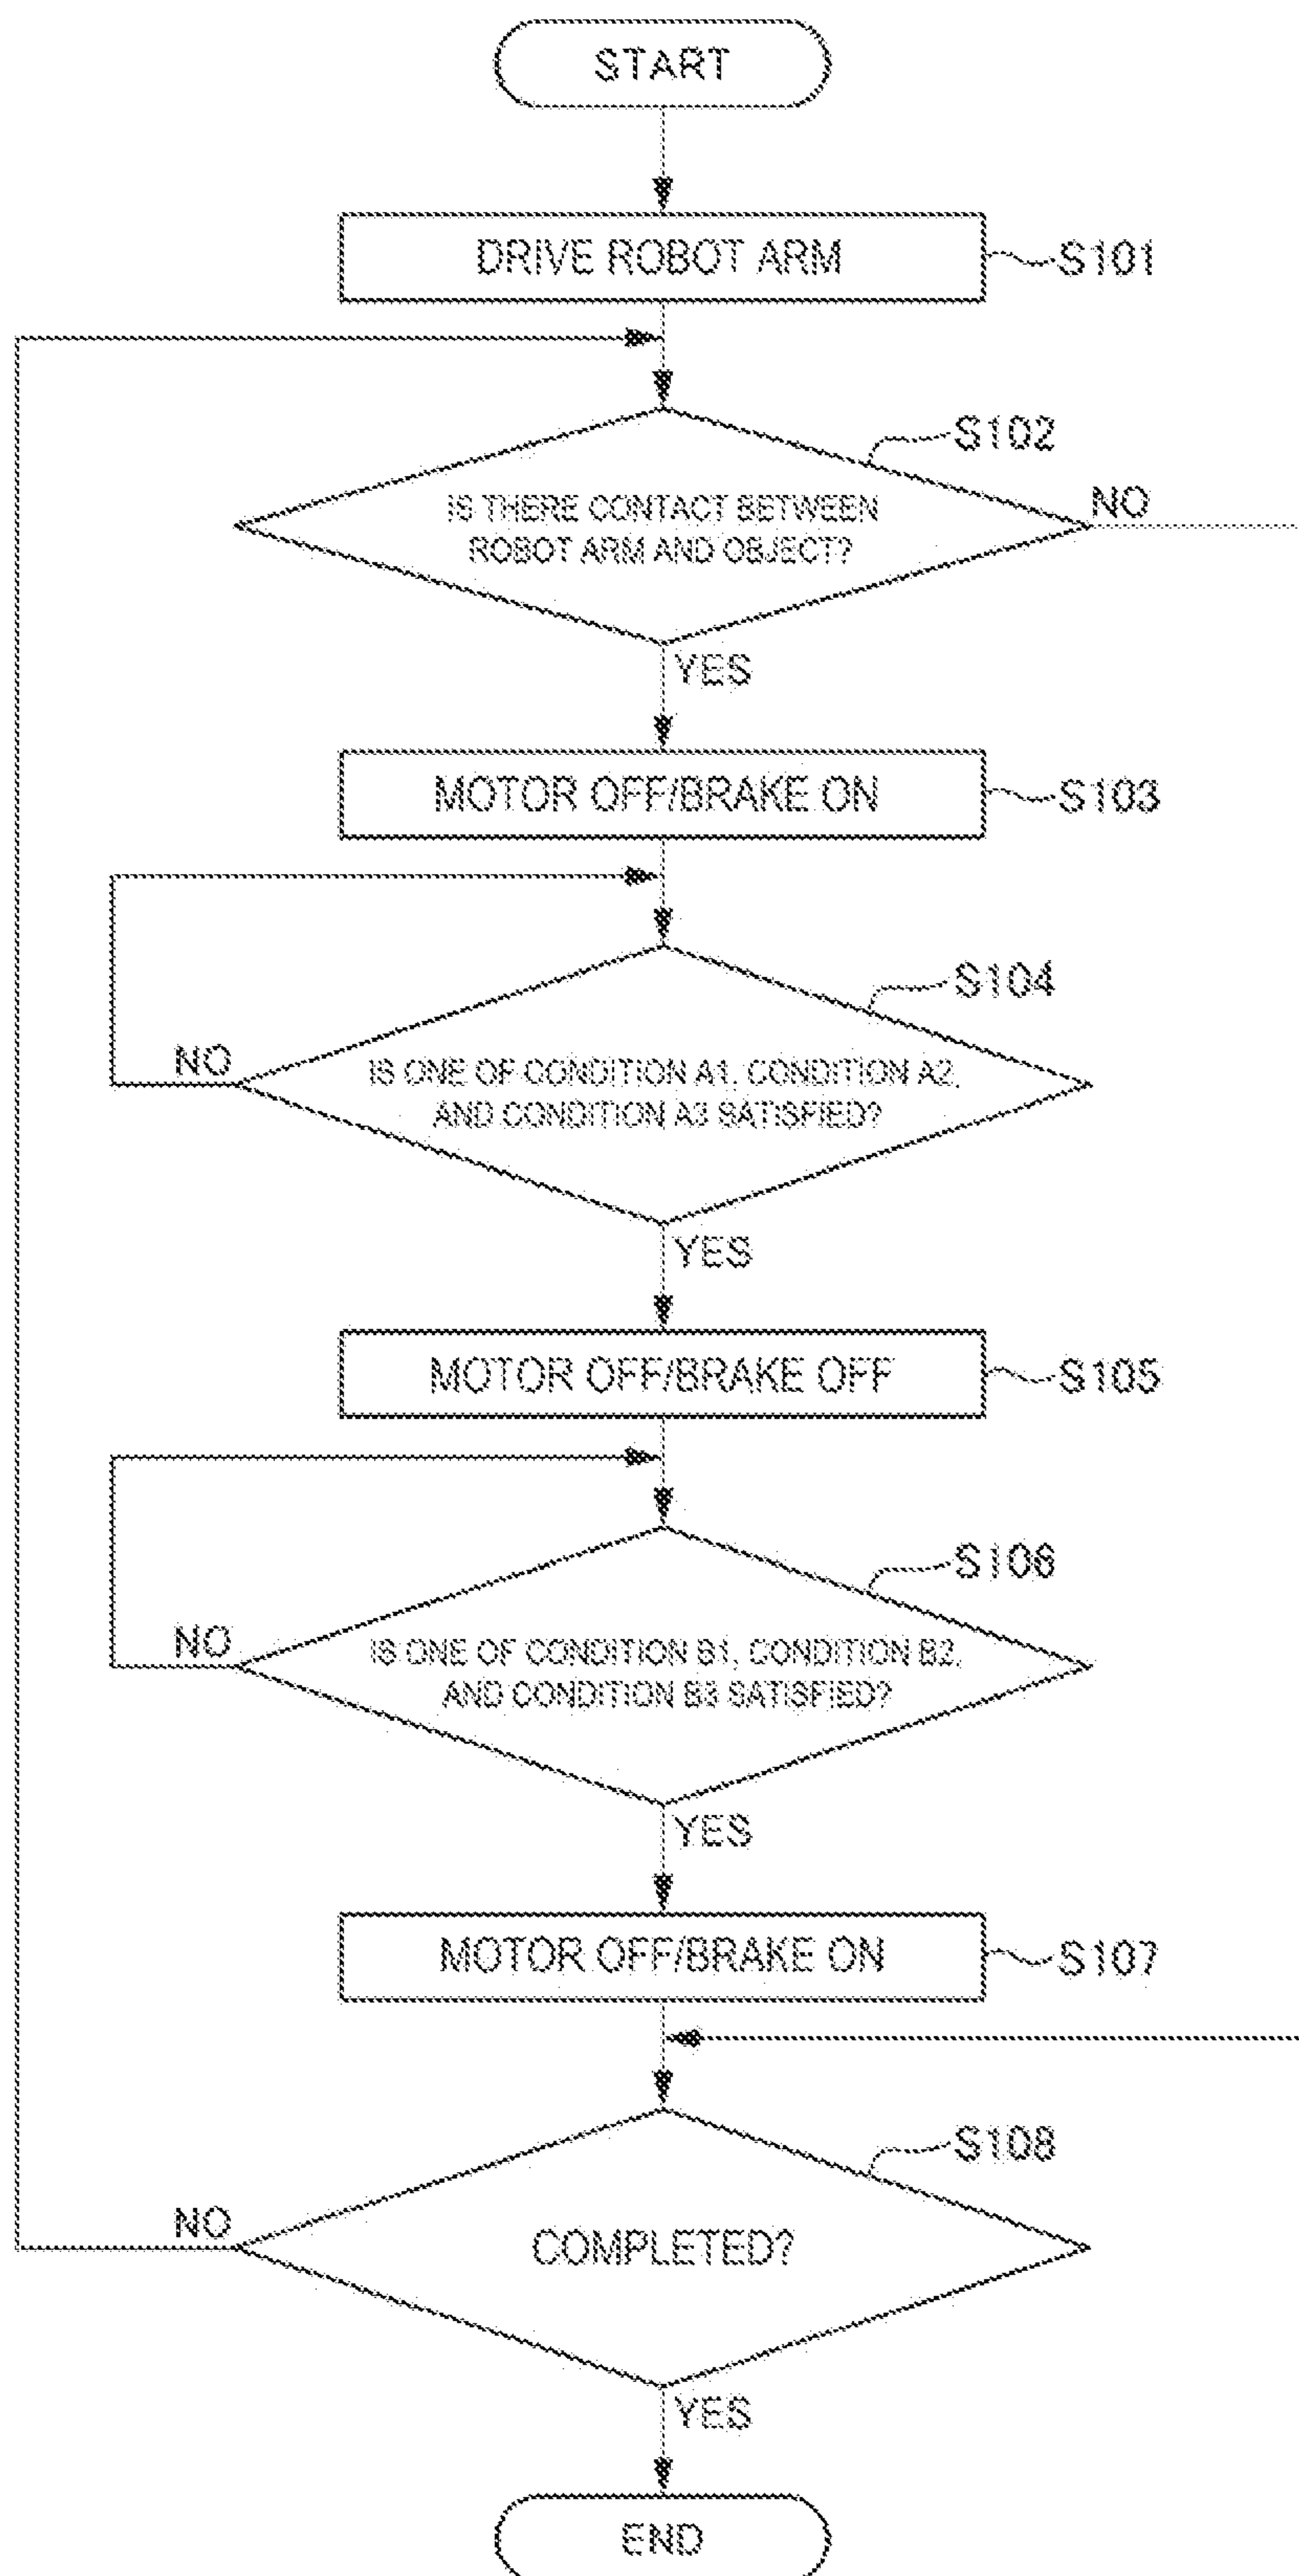 START
DRIVE ROBOT ARM
S101
S102
IS THERE CONTACT BETWEEN
ROBOT ARM AND OBJECT?
NO
YES
MOTOR OFF/BRAKE ON
S103
S104
NO
IS ONE OF CONDITION A1, CONDITION A2,
AND CONDITION A3 SATISFIED?
YES
MOTOR OFF/BRAKE OFF
S105
S106
NO
IS ONE OF CONDITION B1, CONDITION B2,
AND CONDITION B3 SATISFIED?
YES
MOTOR OFF/BRAKE ON
S107
S108
NO
COMPLETED?
YES
END